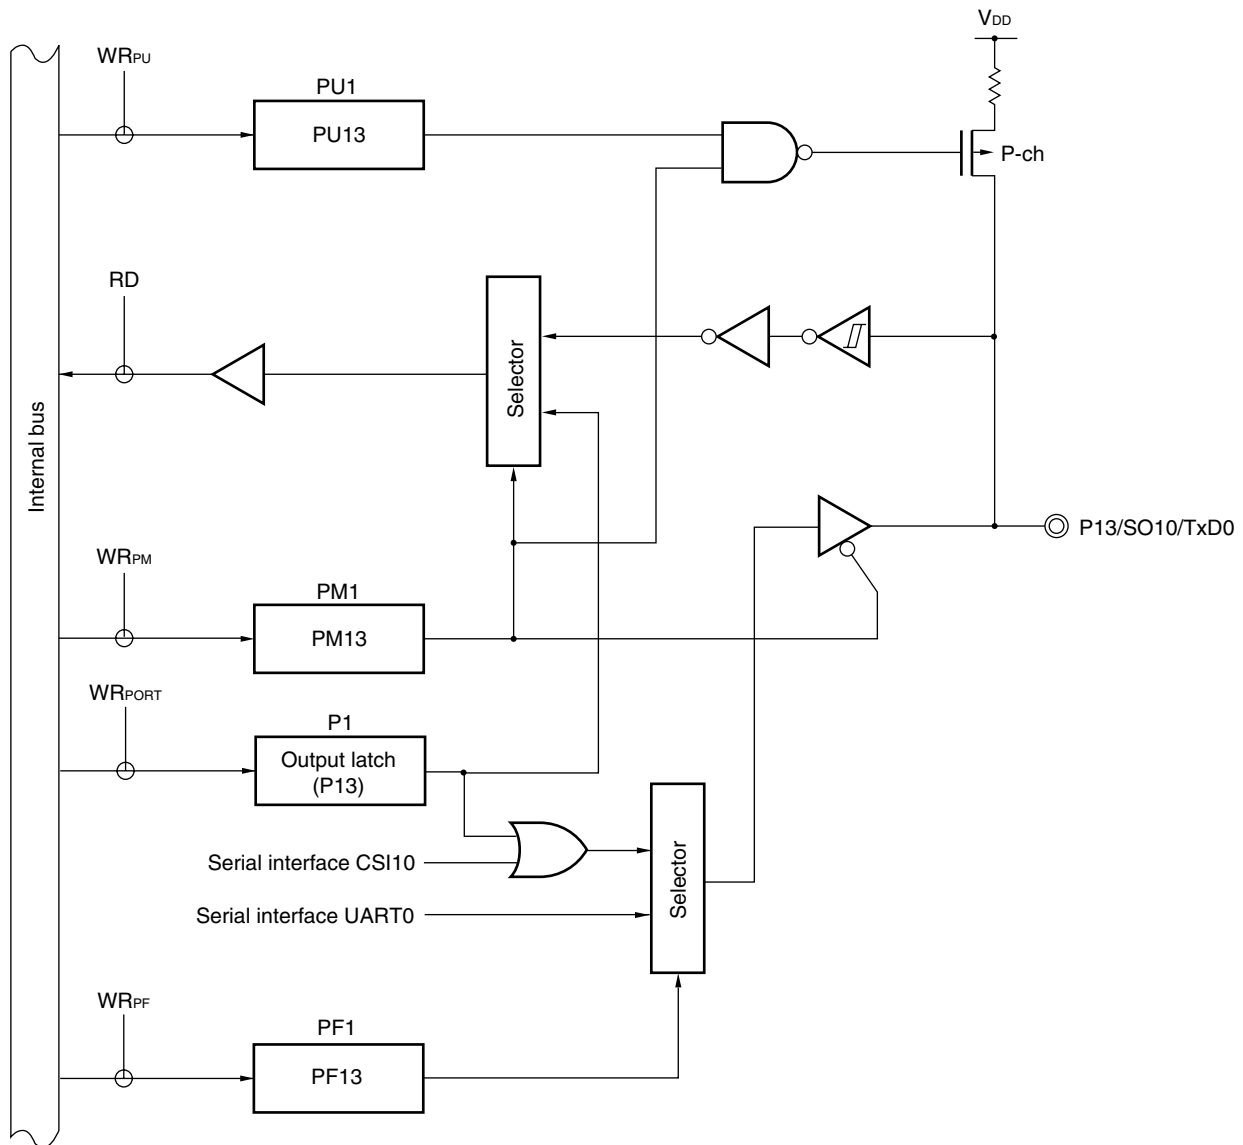 VDD
WRPU
PU1
PU13
P-ch
RD
Selector
Internal bus
P13/SO10/TxD0
WRPM
PM1
PM13
WRPORT
P1
Output latch
(P13)
Serial interface CSI10
Selector
Serial interface UART0
WRPF
PF1
PF13